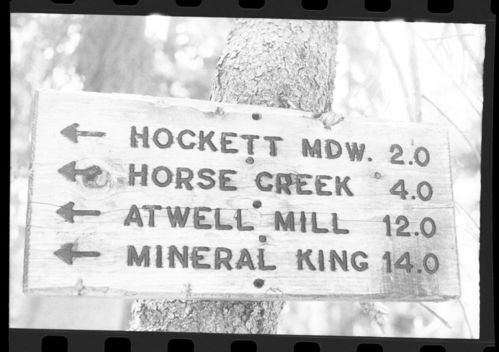 HOCKETT MDW. 2.0
HORSE CREEK 4.0
ATWELL MILL 12.0
MINERAL KING 14.0